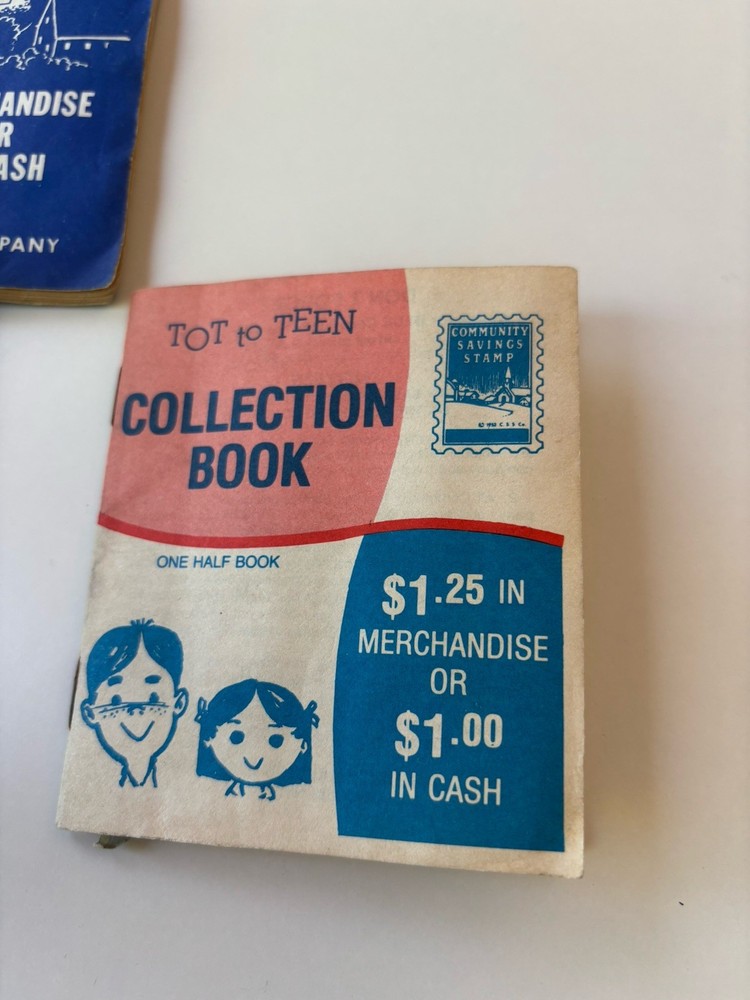 ANDISE
R
ASH
PANY
TOT to TEEN
COLLECTION
BOOK
COMMUNITY
SAVINGS
STAMP
ONE HALF BOOK
$1.25 IN
MERCHANDISE
OR
$1.00
IN CASH